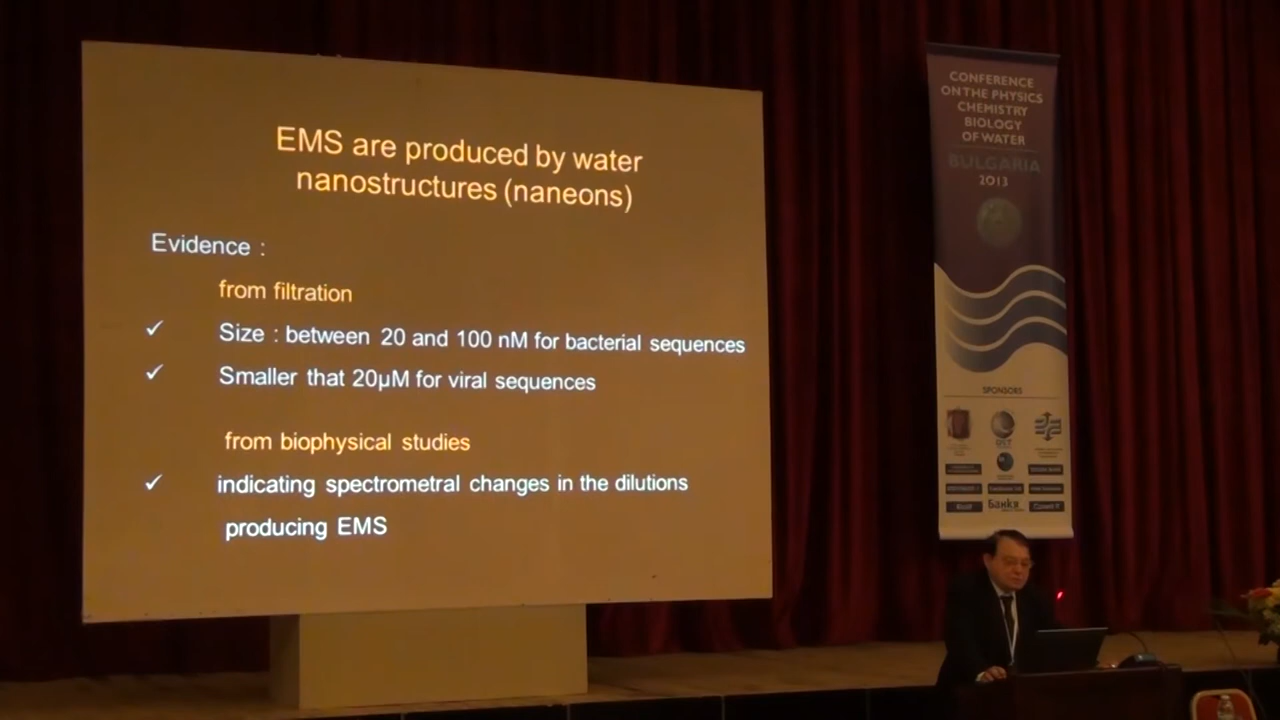 EMS are produced by water
nanostructures (naneons)
Evidence :
from filtration
✓ Size : between 20 and 100 nM for bacterial sequences
✓ Smaller that 20µM for viral sequences
from biophysical studies
✓ indicating spectrometral changes in the dilutions
producing EMS
CONFERENCE
ON THE PHYSICS
CHEMISTRY
BIOLOGY
OF WATER
BULGARIA
2013
SPONSORS
Банкя